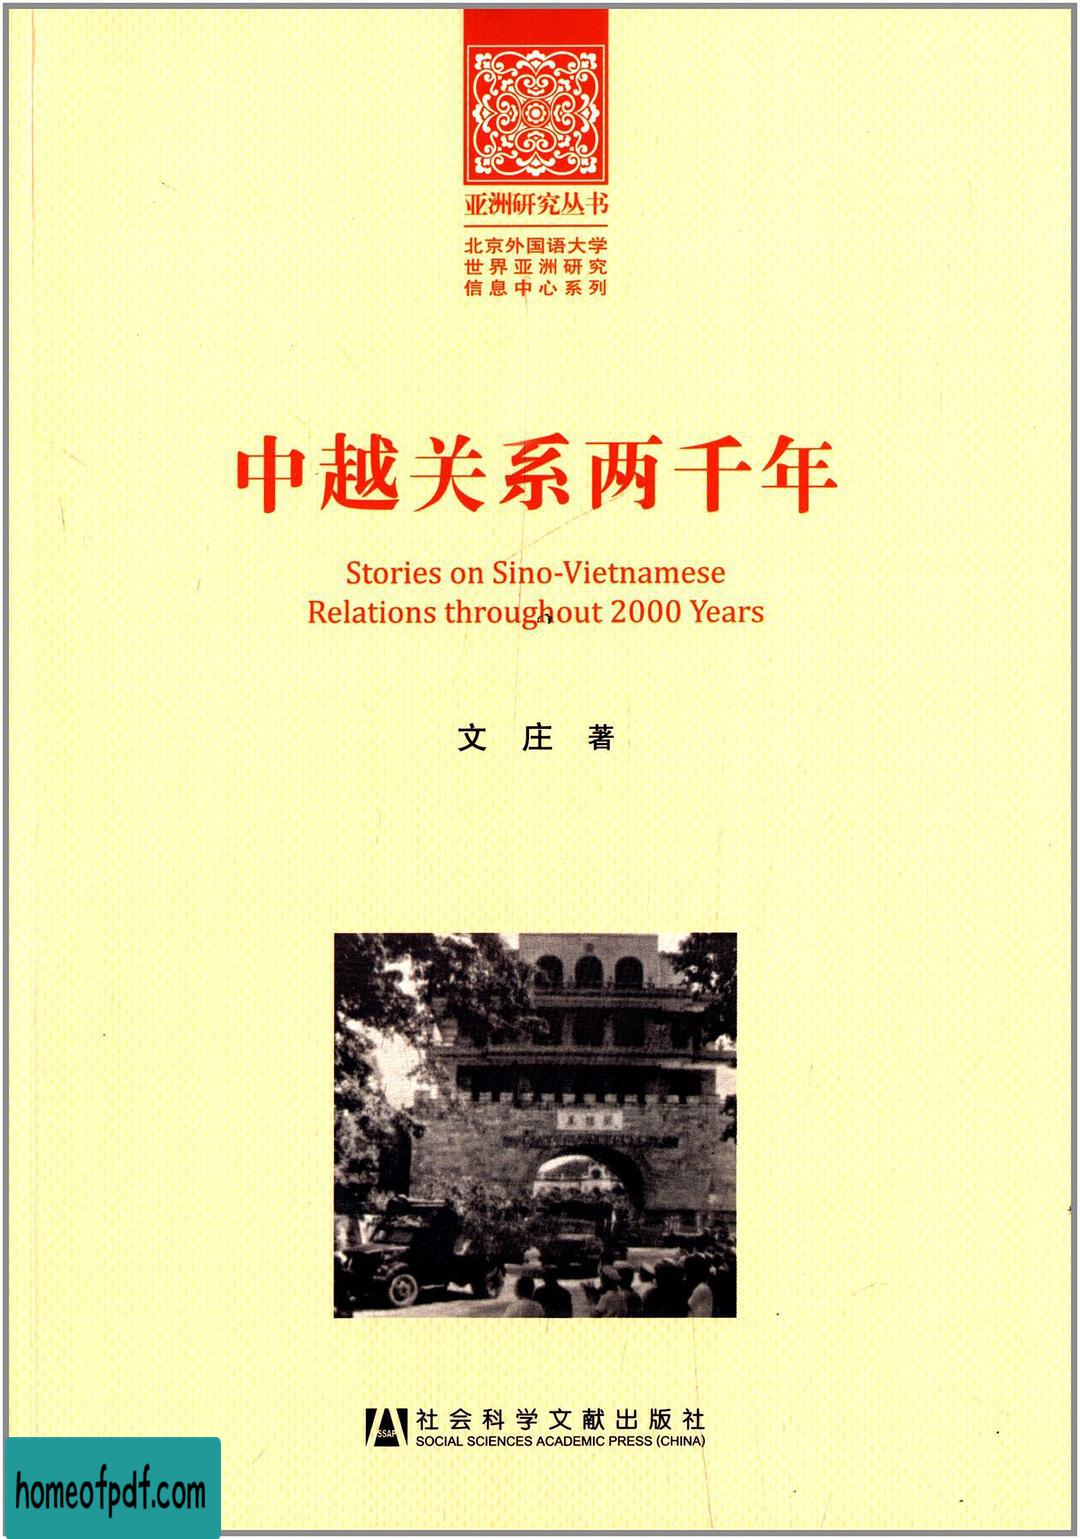 亚洲研究丛书
北京外国语大学
世界亚洲研究
信息中心系列
中越关系两千年
Stories on Sino-Vietnamese
Relations throughout 2000 Years
文 庄 著
SSAP
社会科学文献出版社
SOCIAL SCIENCES ACADEMIC PRESS (CHINA)
homeofpdf.com